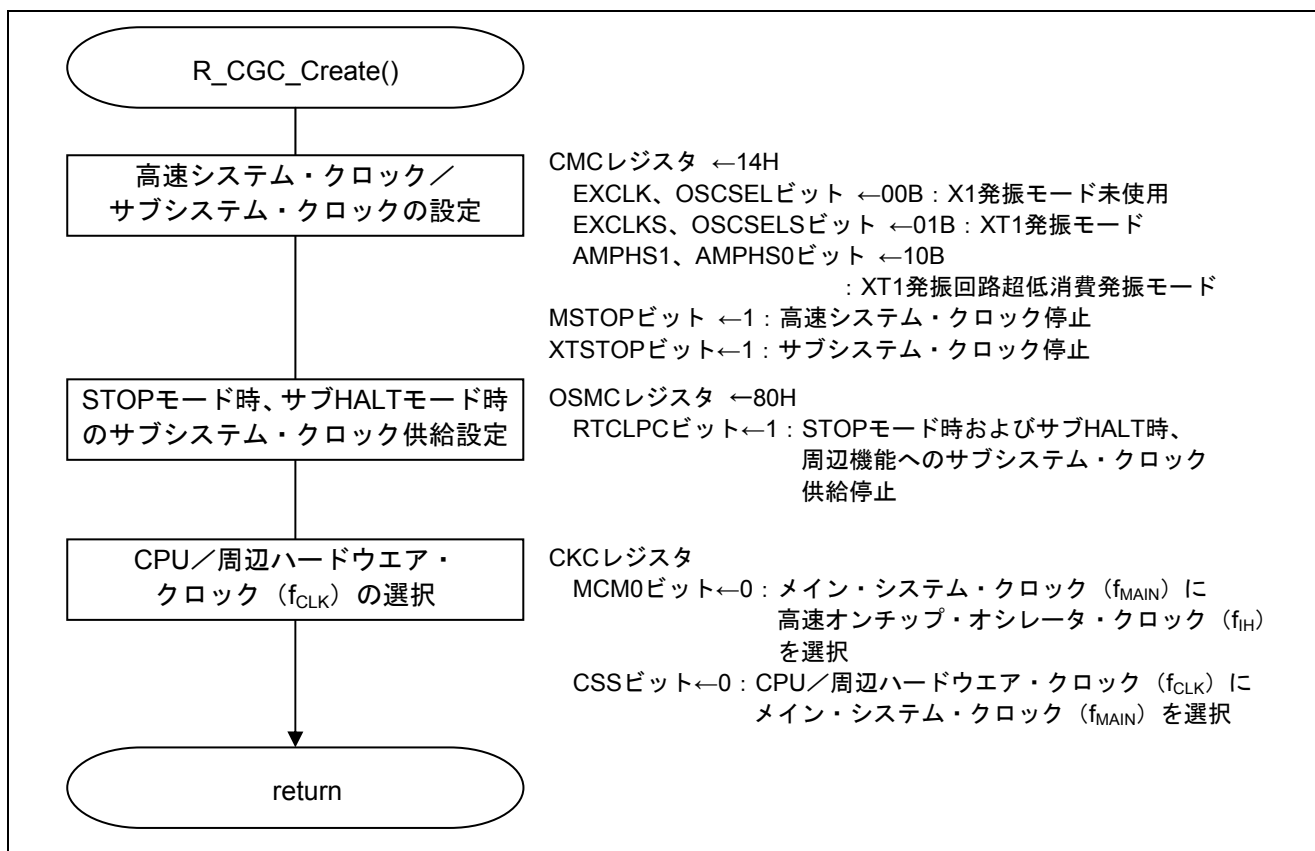 R_CGC_Create()
高速システム・クロック／
サブシステム・クロックの設定
CMCレジスタ ←14H
EXCLK、OSCSELビット ←00B：X1発振モード未使用
EXCLKS、OSCSELSビット ←01B：XT1発振モード
AMPHS1、AMPHS0ビット ←10B
：XT1発振回路超低消費発振モード
MSTOPビット ←1：高速システム・クロック停止
XTSTOPビット←1：サブシステム・クロック停止
STOPモード時、サブHALTモード時
のサブシステム・クロック供給設定
OSMCレジスタ ←80H
RTCLPCビット←1：STOPモード時およびサブHALT時、
周辺機能へのサブシステム・クロック
供給停止
CPU／周辺ハードウエア・
クロック（fCLK）の選択
CKCレジスタ
MCM0ビット←0：メイン・システム・クロック（fMAIN）に
高速オンチップ・オシレータ・クロック（fIH）
を選択
CSSビット←0：CPU／周辺ハードウエア・クロック（fCLK）に
メイン・システム・クロック（fMAIN）を選択
return